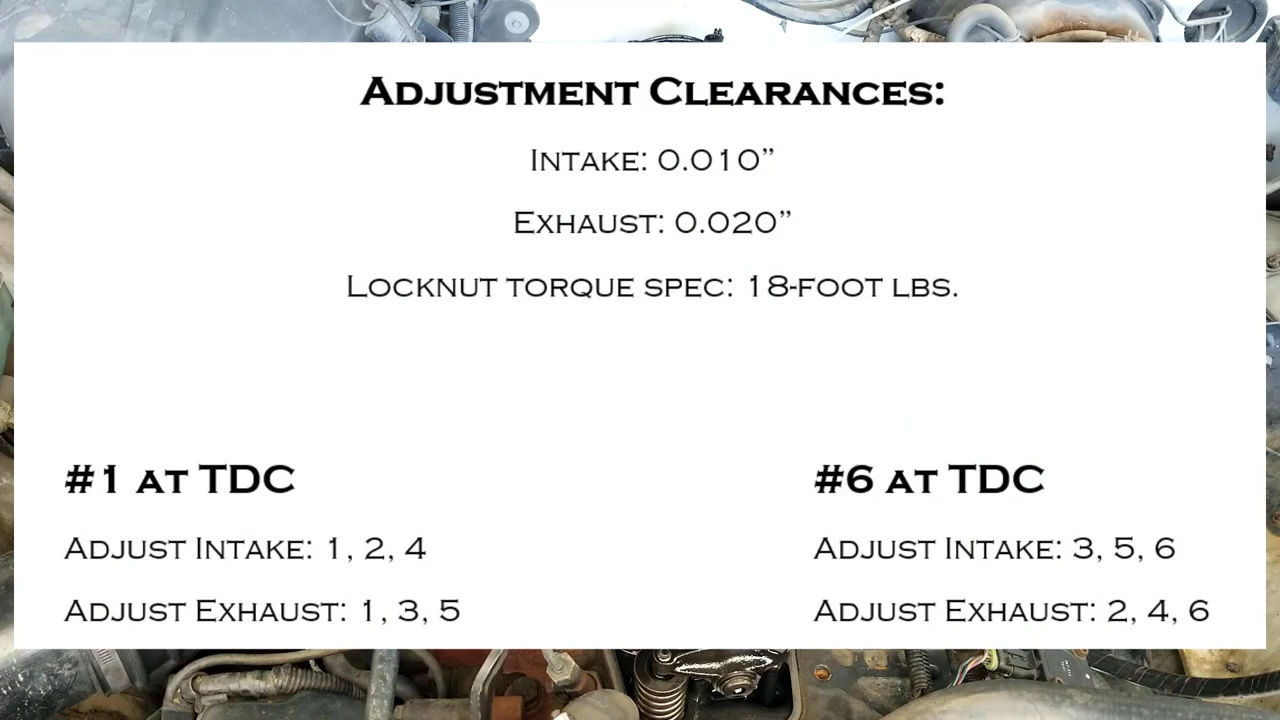 Adjustment Clearances:
Intake: 0.010”
Exhaust: 0.020”
Locknut torque spec: 18-foot lbs.
#1 at TDC
Adjust Intake: 1, 2, 4
Adjust Exhaust: 1, 3, 5
#6 at TDC
Adjust Intake: 3, 5, 6
Adjust Exhaust: 2, 4, 6